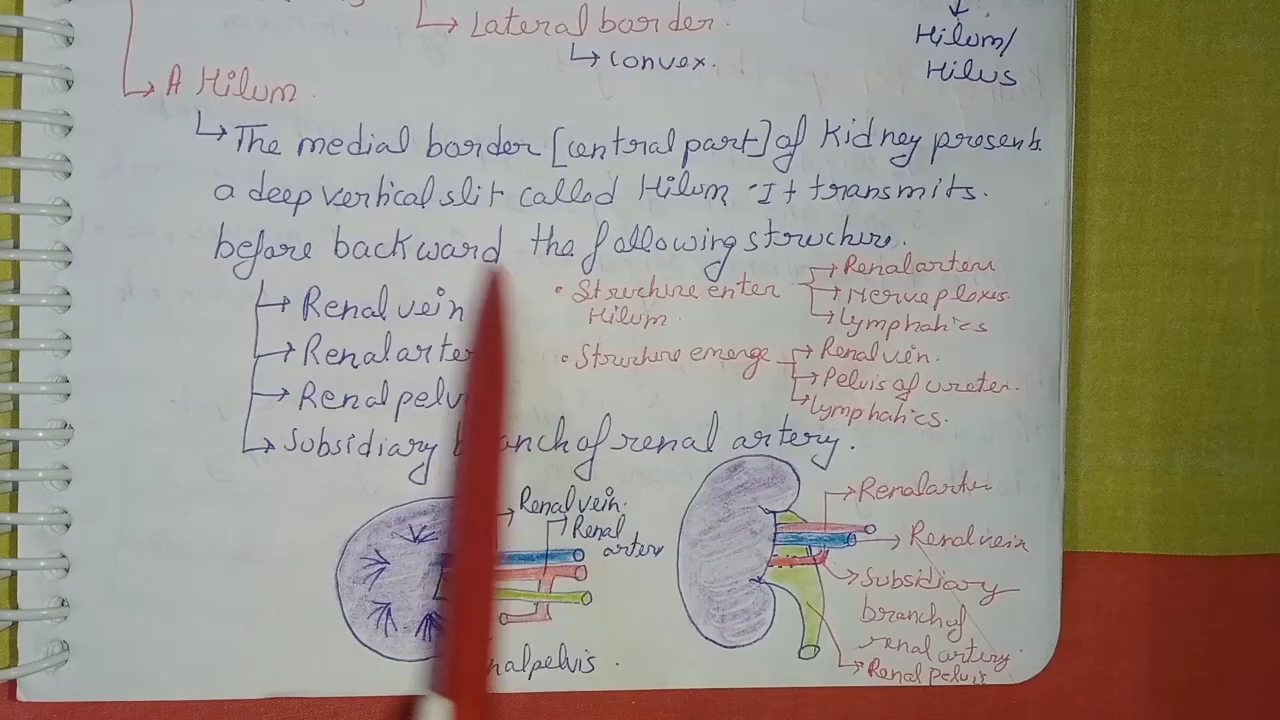 Lateral border.
Convex.
Hilum/
Hilus
A Hilum
The medial border [central part] of Kidney presents.
a deep vertical slit called Hilum. It transmits.
before backward the following structure.
Renal vein
Renal arte
Renal pelv
Subsidiary branch of renal artery.
• Structure enter
Hilum.
Renal artery
Nerve plexus.
Lymphatics
• Structure emerge
Renal vein.
Pelvis of ureter.
Lymphatics.
Renal vein.
Renal
artery
nalpelvis.
Renal artery
Renal vein
Subsidiary
branch of
renal artery.
Renal pelvis